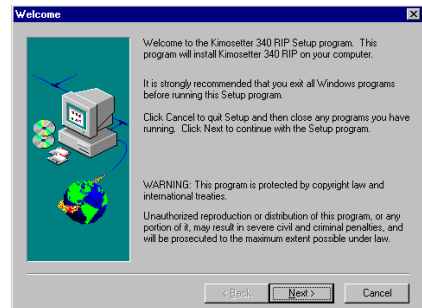 Welcome
Welcome to the Kimosetter 340 RIP Setup program. This
program will install Kimosetter 340 RIP on your computer.
It is strongly recommended that you exit all Windows programs
before running this Setup program.
Click Cancel to quit Setup and then close any programs you have
running. Click Next to continue with the Setup program.
WARNING: This program is protected by copyright law and
international treaties.
Unauthorized reproduction or distribution of this program, or any
portion of it, may result in severe civil and criminal penalties, and
will be prosecuted to the maximum extent possible under law.
< Back Next > Cancel